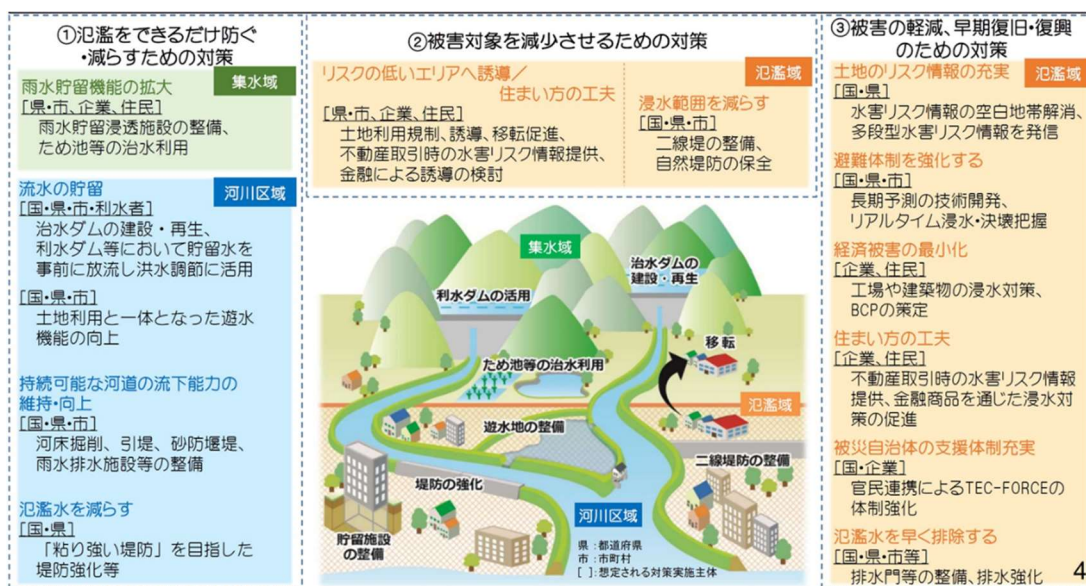 ①氾濫をできるだけ防ぐ
・減らすための対策
雨水貯留機能の拡大
集水域
[県・市、企業、住民]
雨水貯留浸透施設の整備、
ため池等の治水利用
流水の貯留
河川区域
[国・県・市・利水者]
治水ダムの建設・再生、
利水ダム等において貯留水を
事前に放流し洪水調節に活用
[国・県・市]
土地利用と一体となった遊水
機能の向上
持続可能な河道の流下能力の
維持・向上
[国・県・市]
河床掘削、引堤、砂防堰堤、
雨水排水施設等の整備
氾濫水を減らす
[国・県]
「粘り強い堤防」を目指した
堤防強化等
②被害対象を減少させるための対策
リスクの低いエリアへ誘導／
住まい方の工夫
[県・市、企業、住民]
土地利用規制、誘導、移転促進、
不動産取引時の水害リスク情報提供、
金融による誘導の検討
氾濫域
浸水範囲を減らす
[国・県・市]
二線堤の整備、
自然堤防の保全
集水域
治水ダムの
建設・再生
利水ダムの活用
移転
ため池等の治水利用
氾濫域
遊水地の整備
二線堤防の整備
堤防の強化
貯留施設
の整備
河川区域
県：都道府県
市：市町村
[ ]：想定される対策実施主体
③被害の軽減、早期復旧・復興
のための対策
土地のリスク情報の充実
氾濫域
[国・県]
水害リスク情報の空白地帯解消、
多段型水害リスク情報を発信
避難体制を強化する
[国・県・市]
長期予測の技術開発、
リアルタイム浸水・決壊把握
経済被害の最小化
[企業、住民]
工場や建築物の浸水対策、
BCPの策定
住まい方の工夫
[企業、住民]
不動産取引時の水害リスク情報
提供、金融商品を通じた浸水対
策の促進
被災自治体の支援体制充実
[国・企業]
官民連携によるTEC-FORCEの
体制強化
氾濫水を早く排除する
[国・県・市等]
排水門等の整備、排水強化
4